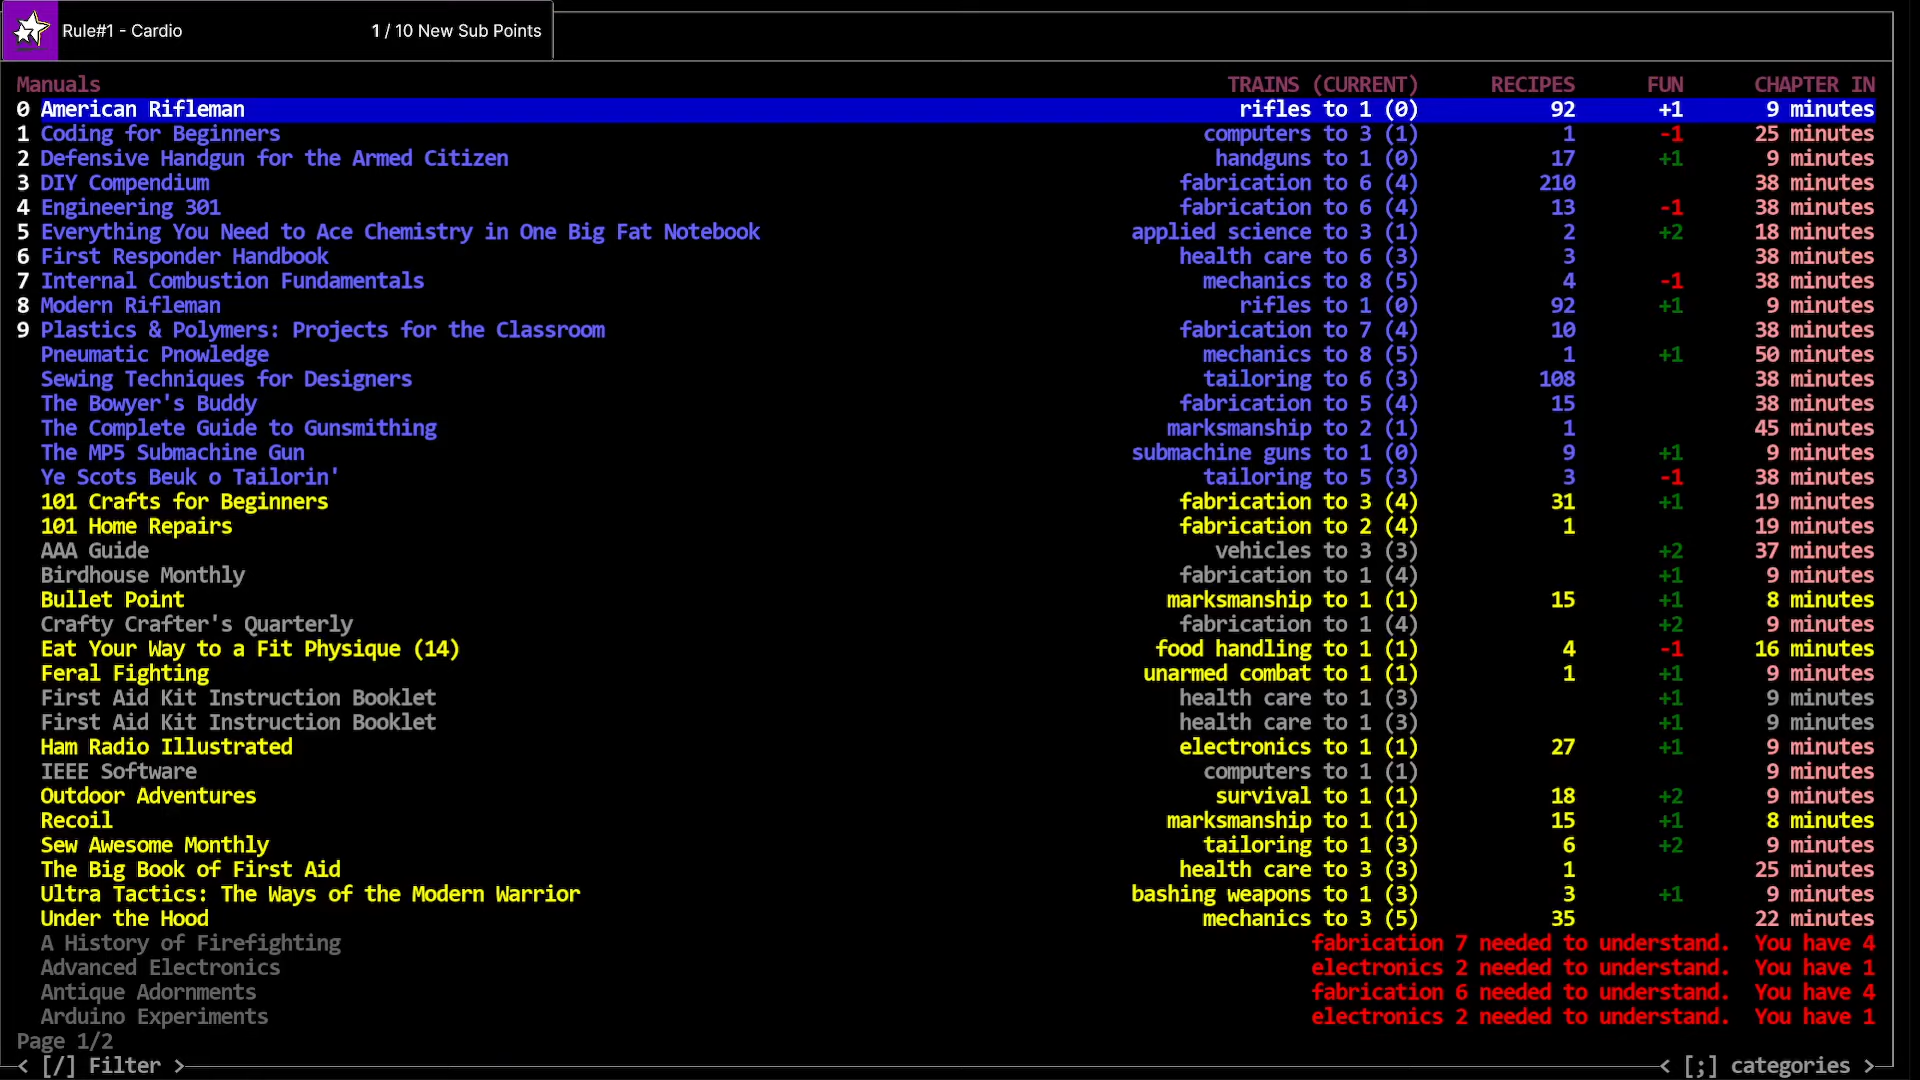 Rule#1 - Cardio 1 / 10 New Sub Points
Manuals TRAINS (CURRENT) RECIPES FUN CHAPTER IN
0 American Rifleman rifles to 1 (0) 92 +1 9 minutes
1 Coding for Beginners computers to 3 (1) 1 -1 25 minutes
2 Defensive Handgun for the Armed Citizen handguns to 1 (0) 17 +1 9 minutes
3 DIY Compendium fabrication to 6 (4) 210 38 minutes
4 Engineering 301 fabrication to 6 (4) 13 -1 38 minutes
5 Everything You Need to Ace Chemistry in One Big Fat Notebook applied science to 3 (1) 2 +2 18 minutes
6 First Responder Handbook health care to 6 (3) 3 38 minutes
7 Internal Combustion Fundamentals mechanics to 8 (5) 4 -1 38 minutes
8 Modern Rifleman rifles to 1 (0) 92 +1 9 minutes
9 Plastics & Polymers: Projects for the Classroom fabrication to 7 (4) 10 38 minutes
Pneumatic Pnowledge mechanics to 8 (5) 1 +1 50 minutes
Sewing Techniques for Designers tailoring to 6 (3) 108 38 minutes
The Bowyer's Buddy fabrication to 5 (4) 15 38 minutes
The Complete Guide to Gunsmithing marksmanship to 2 (1) 1 45 minutes
The MP5 Submachine Gun submachine guns to 1 (0) 9 +1 9 minutes
Ye Scots Beuk o Tailorin' tailoring to 5 (3) 3 -1 38 minutes
101 Crafts for Beginners fabrication to 3 (4) 31 +1 19 minutes
101 Home Repairs fabrication to 2 (4) 1 19 minutes
AAA Guide vehicles to 3 (3) +2 37 minutes
Birdhouse Monthly fabrication to 1 (4) +1 9 minutes
Bullet Point marksmanship to 1 (1) 15 +1 8 minutes
Crafty Crafter's Quarterly fabrication to 1 (4) +2 9 minutes
Eat Your Way to a Fit Physique (14) food handling to 1 (1) 4 -1 16 minutes
Feral Fighting unarmed combat to 1 (1) 1 +1 9 minutes
First Aid Kit Instruction Booklet health care to 1 (3) +1 9 minutes
First Aid Kit Instruction Booklet health care to 1 (3) +1 9 minutes
Ham Radio Illustrated electronics to 1 (1) 27 +1 9 minutes
IEEE Software computers to 1 (1) 9 minutes
Outdoor Adventures survival to 1 (1) 18 +2 9 minutes
Recoil marksmanship to 1 (1) 15 +1 8 minutes
Sew Awesome Monthly tailoring to 1 (3) 6 +2 9 minutes
The Big Book of First Aid health care to 3 (3) 1 25 minutes
Ultra Tactics: The Ways of the Modern Warrior bashing weapons to 1 (3) 3 +1 9 minutes
Under the Hood mechanics to 3 (5) 35 22 minutes
A History of Firefighting fabrication 7 needed to understand. You have 4
Advanced Electronics electronics 2 needed to understand. You have 1
Antique Adornments fabrication 6 needed to understand. You have 4
Arduino Experiments electronics 2 needed to understand. You have 1
Page 1/2
< [/] Filter > < [;] categories >